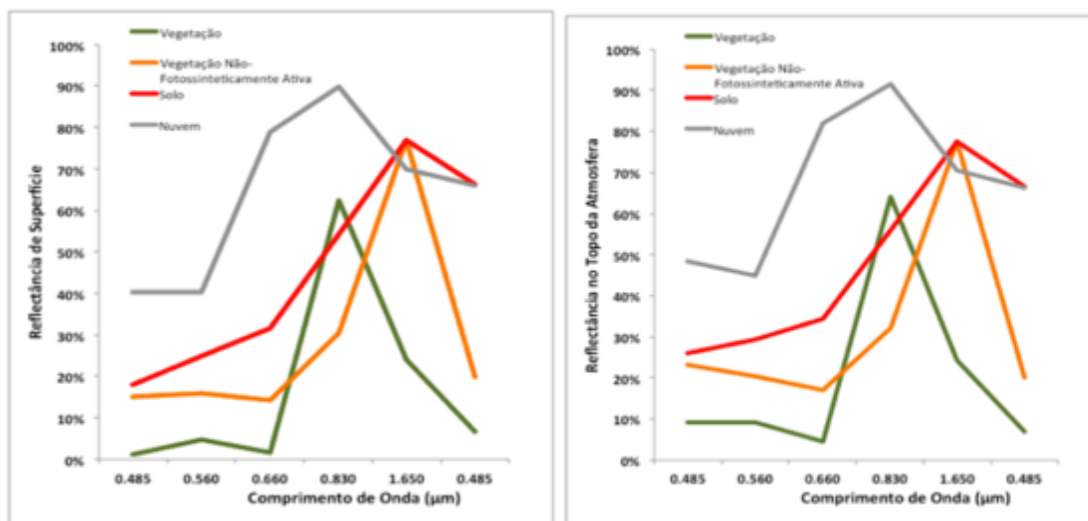 100%
90%
80%
70%
60%
50%
40%
30%
20%
10%
0%
Reflectância de Superfície
Vegetação
Vegetação Não-
Fotossinteticamente Ativa
Solo
Nuvem
0.485 0.560 0.660 0.830 1.650 0.485
Comprimento de Onda (µm)
100%
90%
80%
70%
60%
50%
40%
30%
20%
10%
0%
Reflectância no Topo da Atmosfera
Vegetação
Vegetação Não-
Fotossinteticamente Ativa
Solo
Nuvem
0.485 0.560 0.660 0.830 1.650 0.485
Comprimento de Onda (µm)